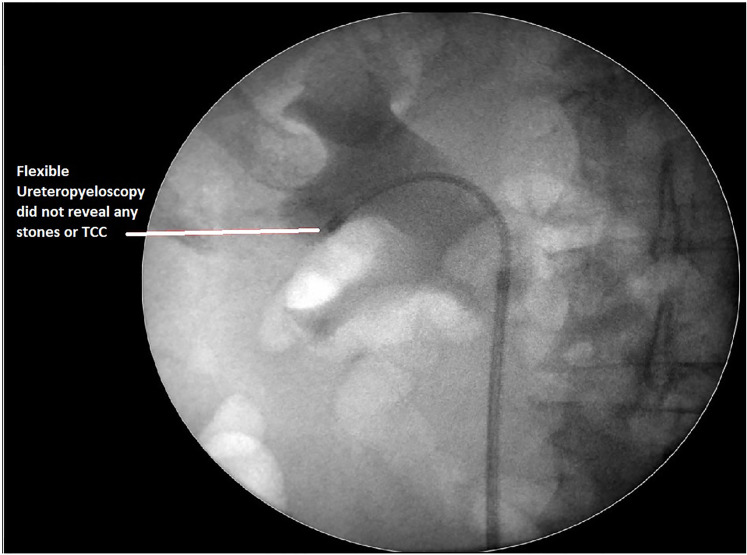 Flexible
Ureteropyeloscopy
did not reveal any
stones or TCC